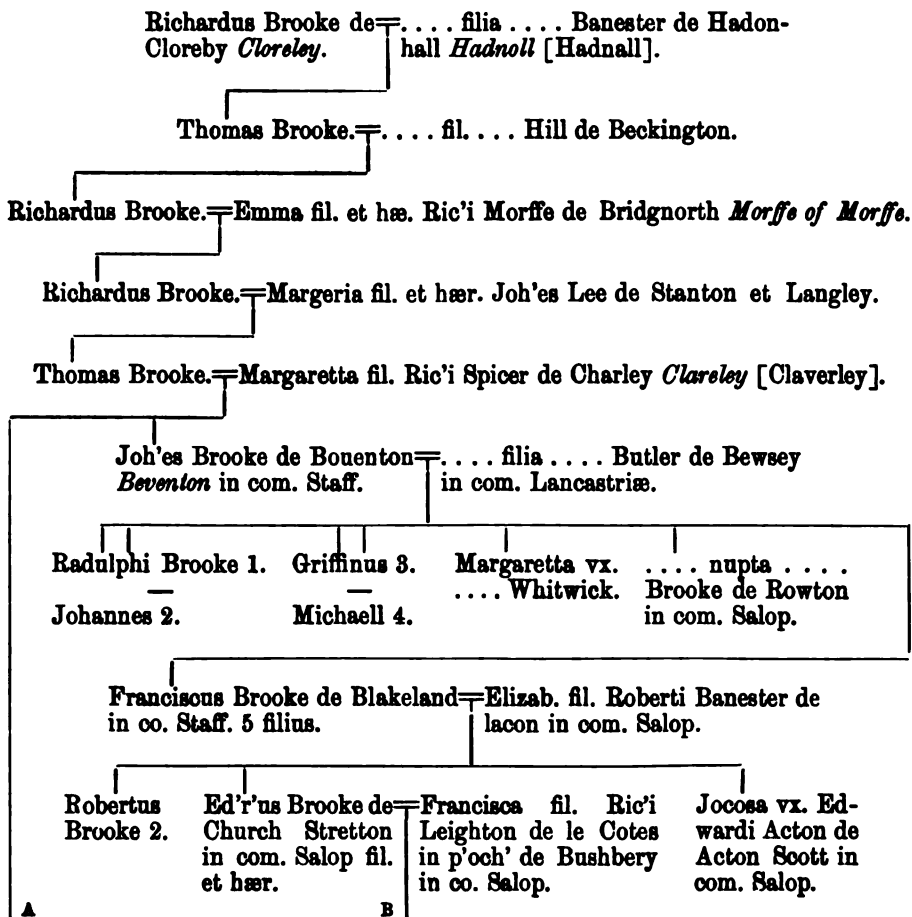 Richardus Brooke de=. . . . filia . . . . Banester de Hadon-
Cloreby Cloreley. hall Hadnoll [Hadnall].
Thomas Brooke.=. . . . fil. . . . Hill de Beckington.
Richardus Brooke.=Emma fil. et hæ. Ric'i Morffe de Bridgnorth Morffe of Morffe.
Richardus Brooke.=Margeria fil. et hær. Joh'es Lee de Stanton et Langley.
Thomas Brooke.=Margaretta fil. Ric'i Spicer de Charley Clareley [Claverley].
Joh'es Brooke de Bouenton=. . . . filia . . . . Butler de Bewsey
Beventon in com. Staff. in com. Lancastriæ.
Radulphi Brooke 1. Griffinus 3. Margaretta vx. . . . . nupta . . . .
— — . . . . Whitwick. Brooke de Rowton
Johannes 2. Michaell 4. in com. Salop.
Franciscus Brooke de Blakeland=Elizab. fil. Roberti Banester de
in co. Staff. 5 filius. lacon in com. Salop.
Robertus Ed'r'us Brooke de=Francisca fil. Ric'i Jocosa vx. Ed-
Brooke 2. Church Stretton Leighton de le Cotes wardi Acton de
in com. Salop fil. in p'och' de Bushbery Acton Scott in
et hær. in co. Salop. com. Salop.
A B